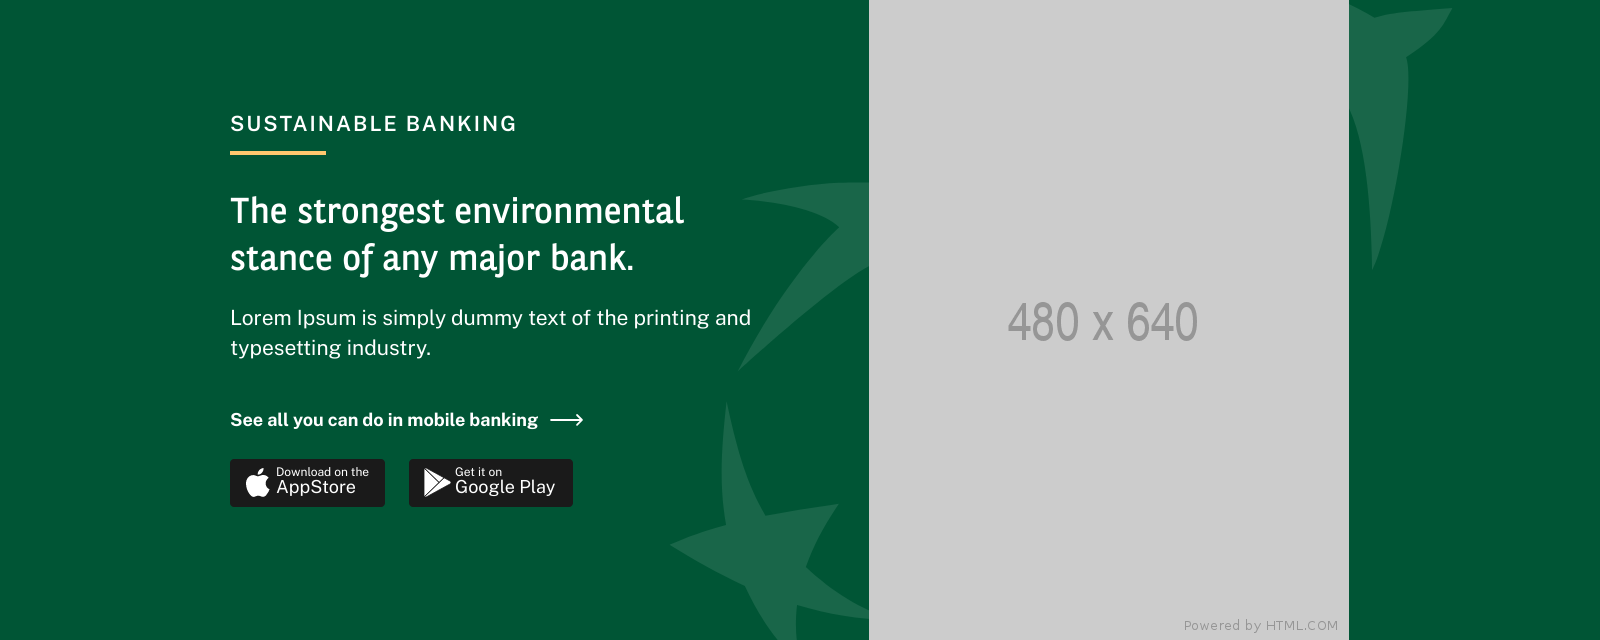 SUSTAINABLE BANKING
The strongest environmental
stance of any major bank.
Lorem Ipsum is simply dummy text of the printing and
typesetting industry.
See all you can do in mobile banking
Download on the
AppStore
Get it on
Google Play
480 x 640
Powered by HTML.COM